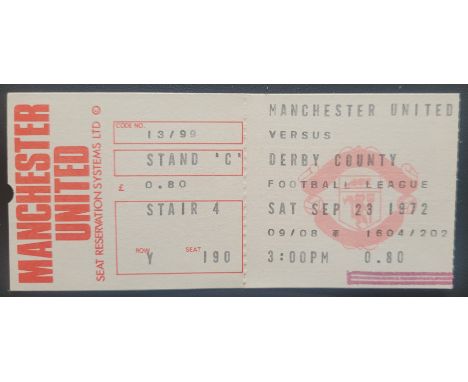 MANCHESTER
UNITED
SEAT RESERVATION SYSTEMS LTD ©
CODE NO.
13/99
STAND 'C'
£ 0.80
STAIR 4
ROW SEAT
Y 190
MANCHESTER UNITED
VERSUS
DERBY COUNTY
FOOTBALL LEAGUE
SAT SEP 23 1972
09/08 * 1604/202
3:00PM 0.80